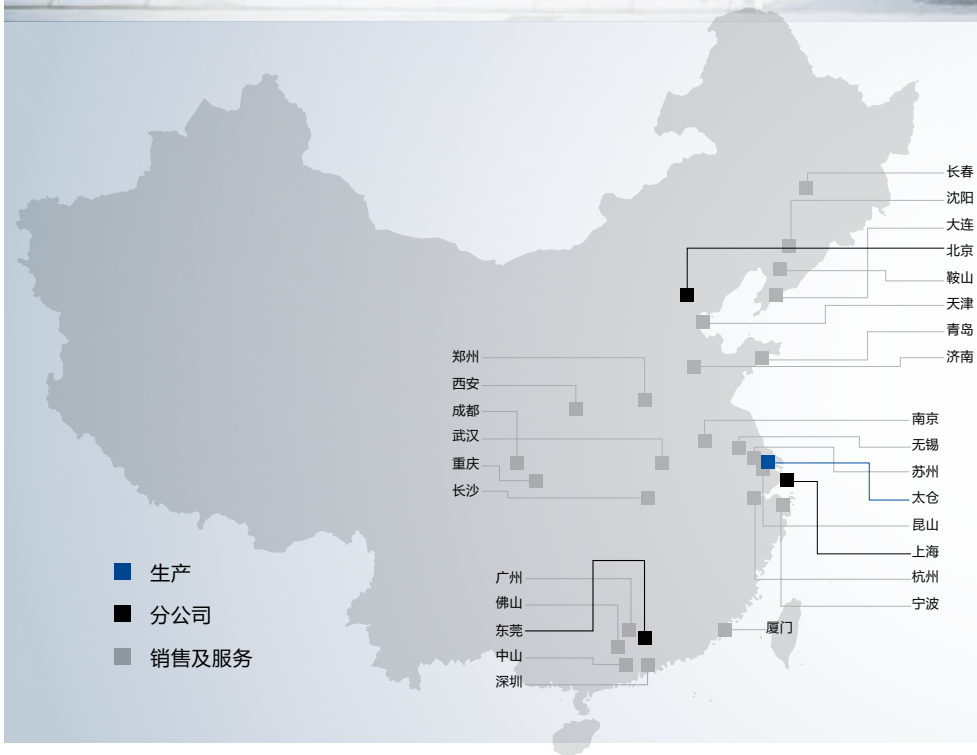 长春
沈阳
大连
北京
鞍山
天津
青岛
济南
郑州
西安
成都
武汉
重庆
长沙
南京
无锡
苏州
太仓
昆山
上海
杭州
宁波
厦门
广州
佛山
东莞
中山
深圳
生产
分公司
销售及服务